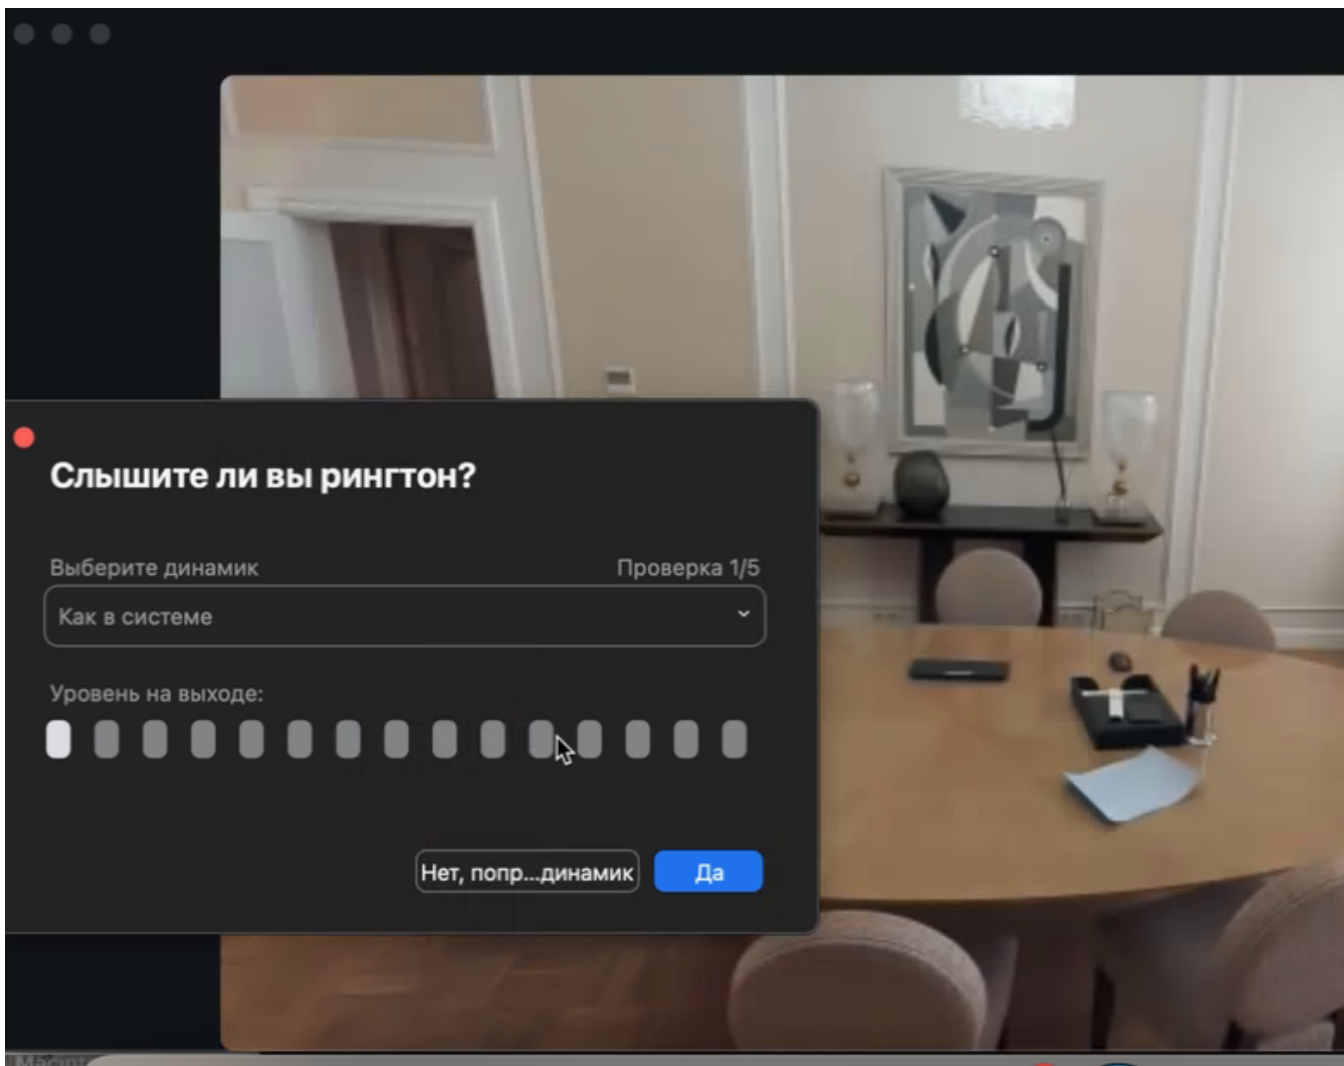 Слышите ли вы рингтон?
Выберите динамик
Проверка 1/5
Как в системе
Уровень на выходе:
Нет, попр...динамик
Да